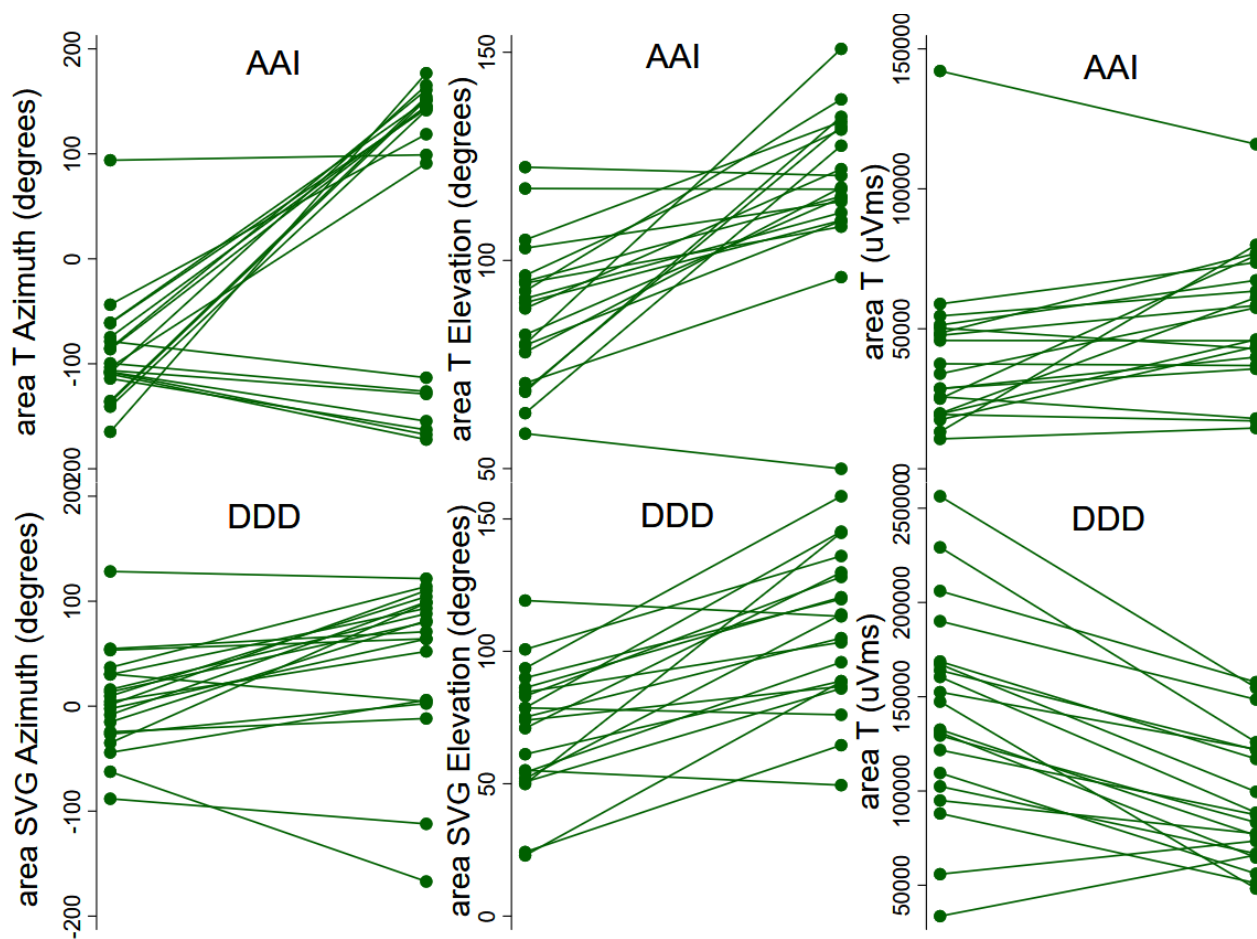 AAI
area T Azimuth (degrees)
200
100
0
-100
-200
AAI
area T Elevation (degrees)
150
100
50
AAI
area T (uVms)
150000
100000
50000
0
DDD
area SVG Azimuth (degrees)
200
100
0
-100
-200
DDD
area SVG Elevation (degrees)
150
100
50
0
DDD
area T (uVms)
250000
200000
150000
100000
50000